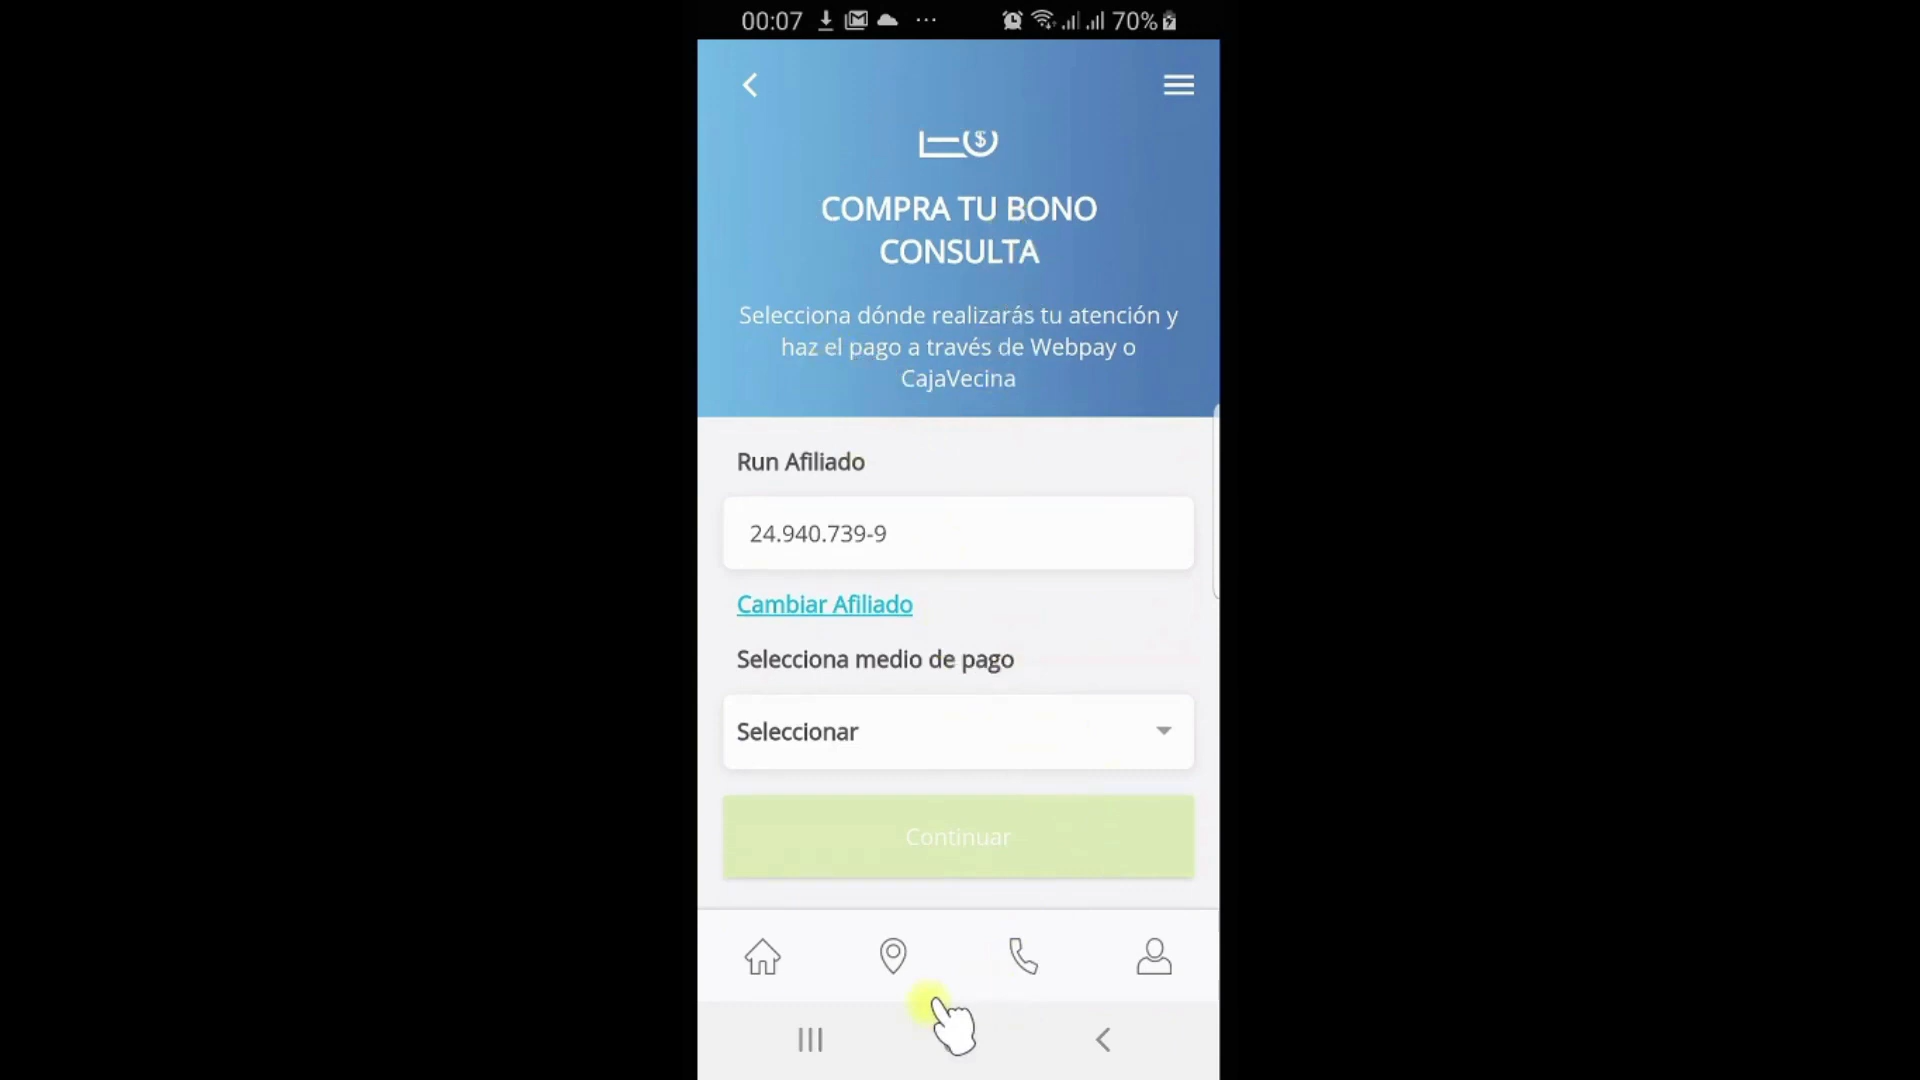 00:07 ... 70%
$
COMPRA TU BONO
CONSULTA
Selecciona dónde realizarás tu atención y
haz el pago a través de Webpay o
CajaVecina
Run Afiliado
24.940.739-9
Cambiar Afiliado
Selecciona medio de pago
Seleccionar
Continuar